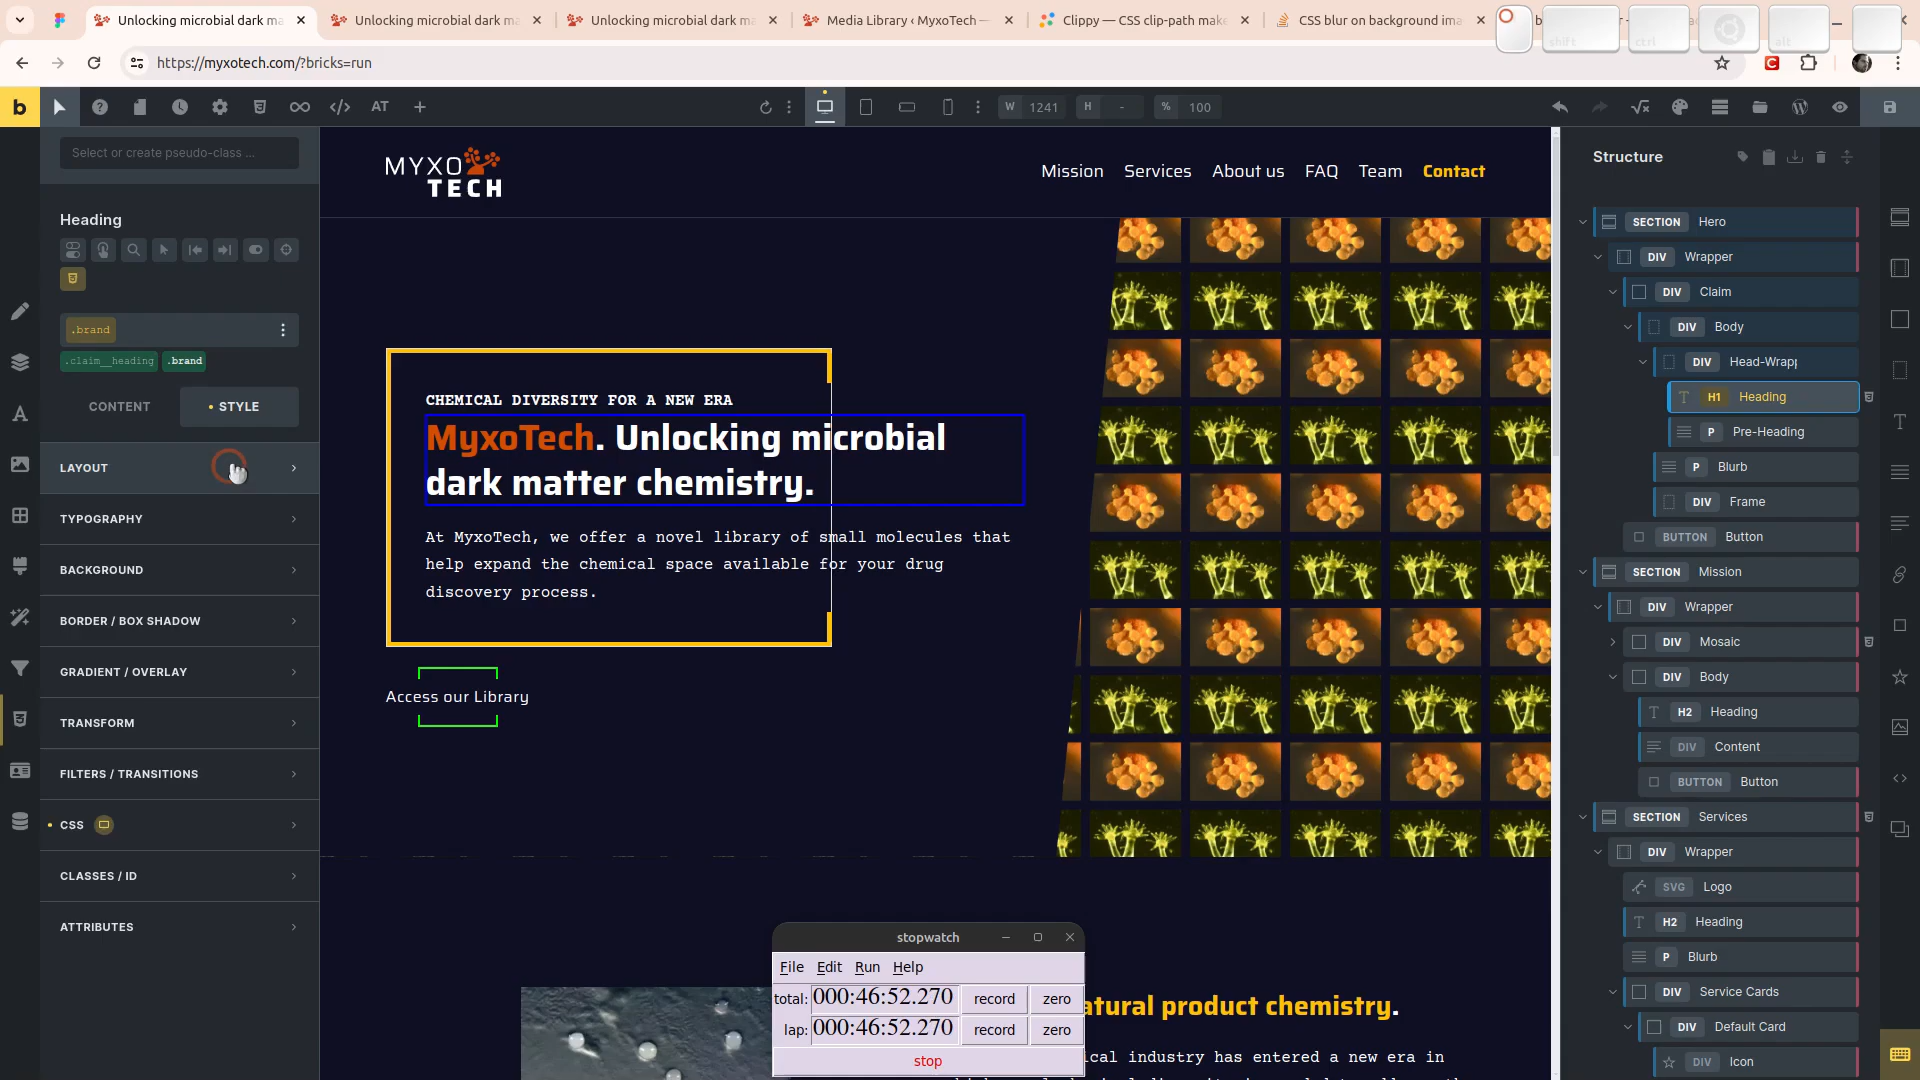 Unlocking microbial dark ma
Unlocking microbial dark ma
Unlocking microbial dark ma
Media Library ‹ MyxoTech —
Clippy — CSS clip-path make
CSS blur on background ima
shift
ctrl
alt
https://myxotech.com/?bricks=run
b
AT
W 1241
H -
% 100
Select or create pseudo-class ...
Heading
.brand
.claim__heading
.brand
CONTENT
STYLE
LAYOUT
TYPOGRAPHY
BACKGROUND
BORDER / BOX SHADOW
GRADIENT / OVERLAY
TRANSFORM
FILTERS / TRANSITIONS
CSS
CLASSES / ID
ATTRIBUTES
MYXO
TECH
Mission
Services
About us
FAQ
Team
Contact
CHEMICAL DIVERSITY FOR A NEW ERA
MyxoTech. Unlocking microbial
dark matter chemistry.
At MyxoTech, we offer a novel library of small molecules that
help expand the chemical space available for your drug
discovery process.
Access our Library
atural product chemistry.
ical industry has entered a new era in
stopwatch
File Edit Run Help
total: 000:46:52.270 record zero
lap: 000:46:52.270 record zero
stop
Structure
SECTION Hero
DIV Wrapper
DIV Claim
DIV Body
DIV Head-Wrapp
H1 Heading
P Pre-Heading
P Blurb
DIV Frame
BUTTON Button
SECTION Mission
DIV Wrapper
DIV Mosaic
DIV Body
H2 Heading
DIV Content
BUTTON Button
SECTION Services
DIV Wrapper
SVG Logo
H2 Heading
P Blurb
DIV Service Cards
DIV Default Card
DIV Icon